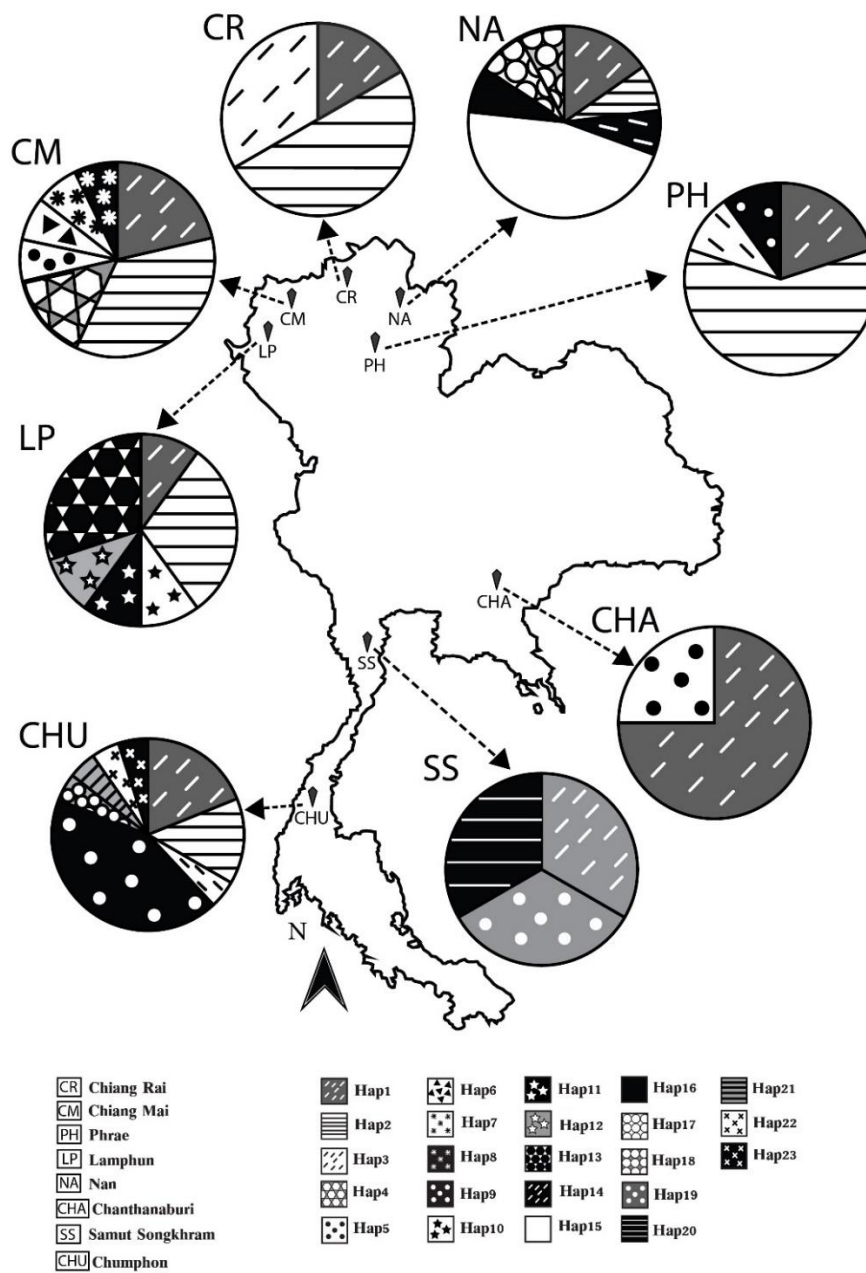 CR
NA
CM
PH
CR
CM
NA
LP
PH
LP
CHA
CHA
SS
CHU
SS
CHU
N
CR Chiang Rai
CM Chiang Mai
PH Phrae
LP Lamphun
NA Nan
CHA Chanthanaburi
SS Samut Songkhram
CHU Chumphon
Hap1
Hap2
Hap3
Hap4
Hap5
Hap6
Hap7
Hap8
Hap9
Hap10
Hap11
Hap12
Hap13
Hap14
Hap15
Hap16
Hap17
Hap18
Hap19
Hap20
Hap21
Hap22
Hap23